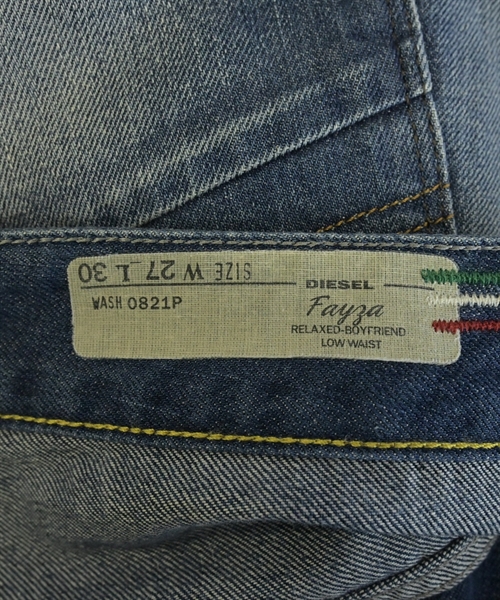 SIZE W 27 L 30
WASH 0821P
DIESEL
Fayza
RELAXED-BOYFRIEND
LOW WAIST